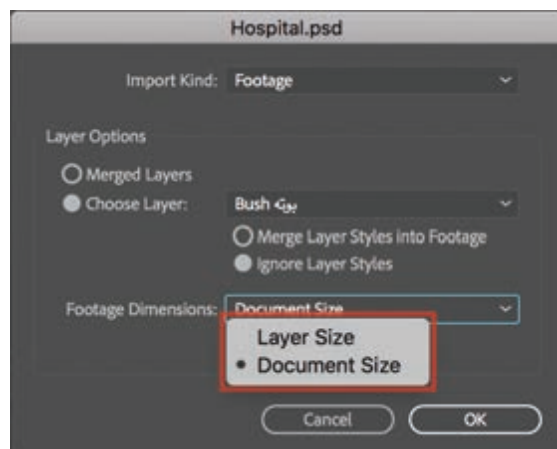 Hospital.psd
Import Kind: Footage
Layer Options
Merged Layers
Choose Layer: Bush بوته
Merge Layer Styles into Footage
Ignore Layer Styles
Footage Dimensions: Document Size
Layer Size
• Document Size
Cancel OK